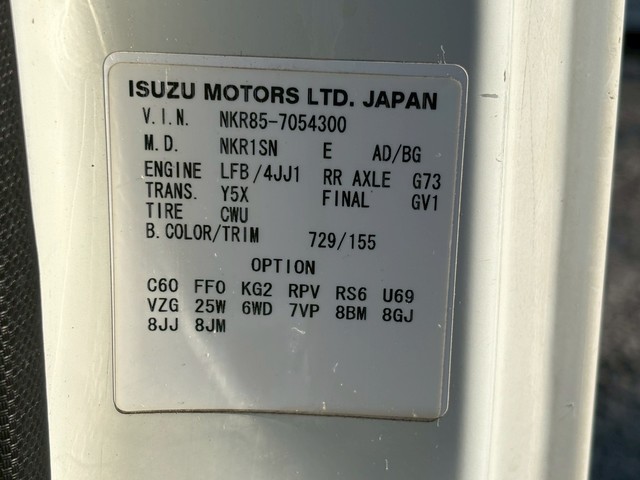 ISUZU MOTORS LTD. JAPAN
V.I.N. NKR85-7054300
M.D. NKR1SN E AD/BG
ENGINE LFB/4JJ1 RR AXLE G73
TRANS. Y5X FINAL GV1
TIRE CWU
B.COLOR/TRIM 729/155
OPTION
C60 FF0 KG2 RPV RS6 U69
VZG 25W 6WD 7VP 8BM 8GJ
8JJ 8JM